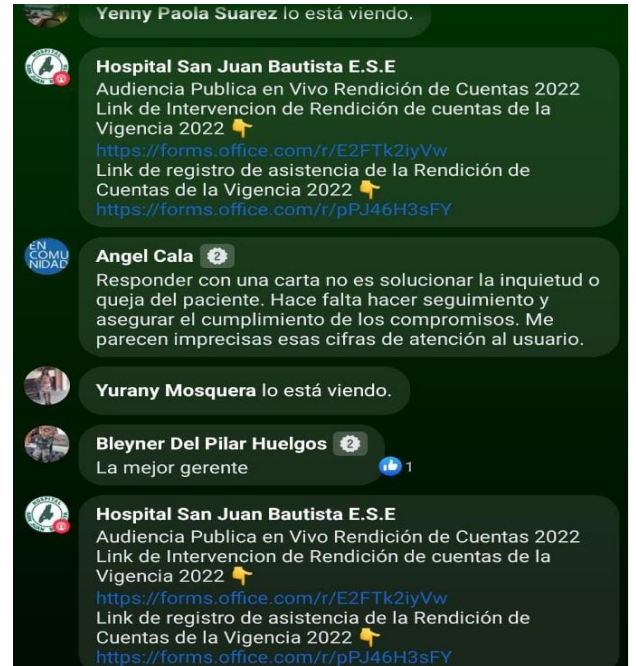 Yenny Paola Suarez lo está viendo.
Hospital San Juan Bautista E.S.E
Audiencia Publica en Vivo Rendición de Cuentas 2022
Link de Intervencion de Rendición de cuentas de la
Vigencia 2022 👇
https://forms.office.com/r/E2FTk2iyVw
Link de registro de asistencia de la Rendición de
Cuentas de la Vigencia 2022 👇
https://forms.office.com/r/pPJ46H3sFY
EN
COMU
NIDAD
Angel Cala 2
Responder con una carta no es solucionar la inquietud o
queja del paciente. Hace falta hacer seguimiento y
asegurar el cumplimiento de los compromisos. Me
parecen imprecisas esas cifras de atención al usuario.
Yurany Mosquera lo está viendo.
Bleyner Del Pilar Huelgos 2
La mejor gerente
1
Hospital San Juan Bautista E.S.E
Audiencia Publica en Vivo Rendición de Cuentas 2022
Link de Intervencion de Rendición de cuentas de la
Vigencia 2022 👇
https://forms.office.com/r/E2FTk2iyVw
Link de registro de asistencia de la Rendición de
Cuentas de la Vigencia 2022 👇
https://forms.office.com/r/pPJ46H3sFY